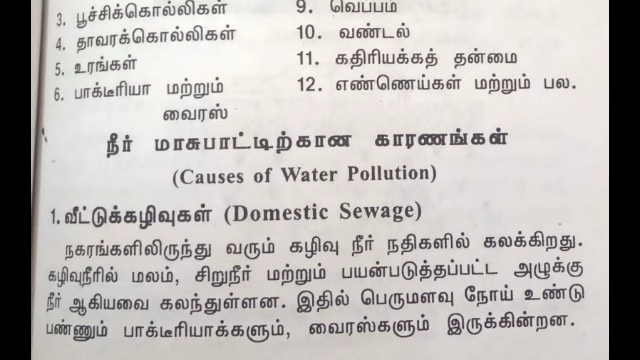 3. பூச்சிக்கொல்லிகள்
9. வெப்பம்
4. தாவரக்கொல்லிகள்
10. வண்டல்
5. உரங்கள்
11. கதிரியக்கத் தன்மை
6. பாக்டீரியா மற்றும் வைரஸ்
12. எண்ணெய்கள் மற்றும் பல.
நீர் மாசுபாட்டிற்கான காரணங்கள்
(Causes of Water Pollution)
1. வீட்டுக்கழிவுகள் (Domestic Sewage)
நகரங்களிலிருந்து வரும் கழிவு நீர் நதிகளில் கலக்கிறது.
கழிவுநீரில் மலம், சிறுநீர் மற்றும் பயன்படுத்தப்பட்ட அழுக்கு
நீர் ஆகியவை கலந்துள்ளன. இதில் பெருமளவு நோய் உண்டு
பண்ணும் பாக்டீரியாக்களும், வைரஸ்களும் இருக்கின்றன.